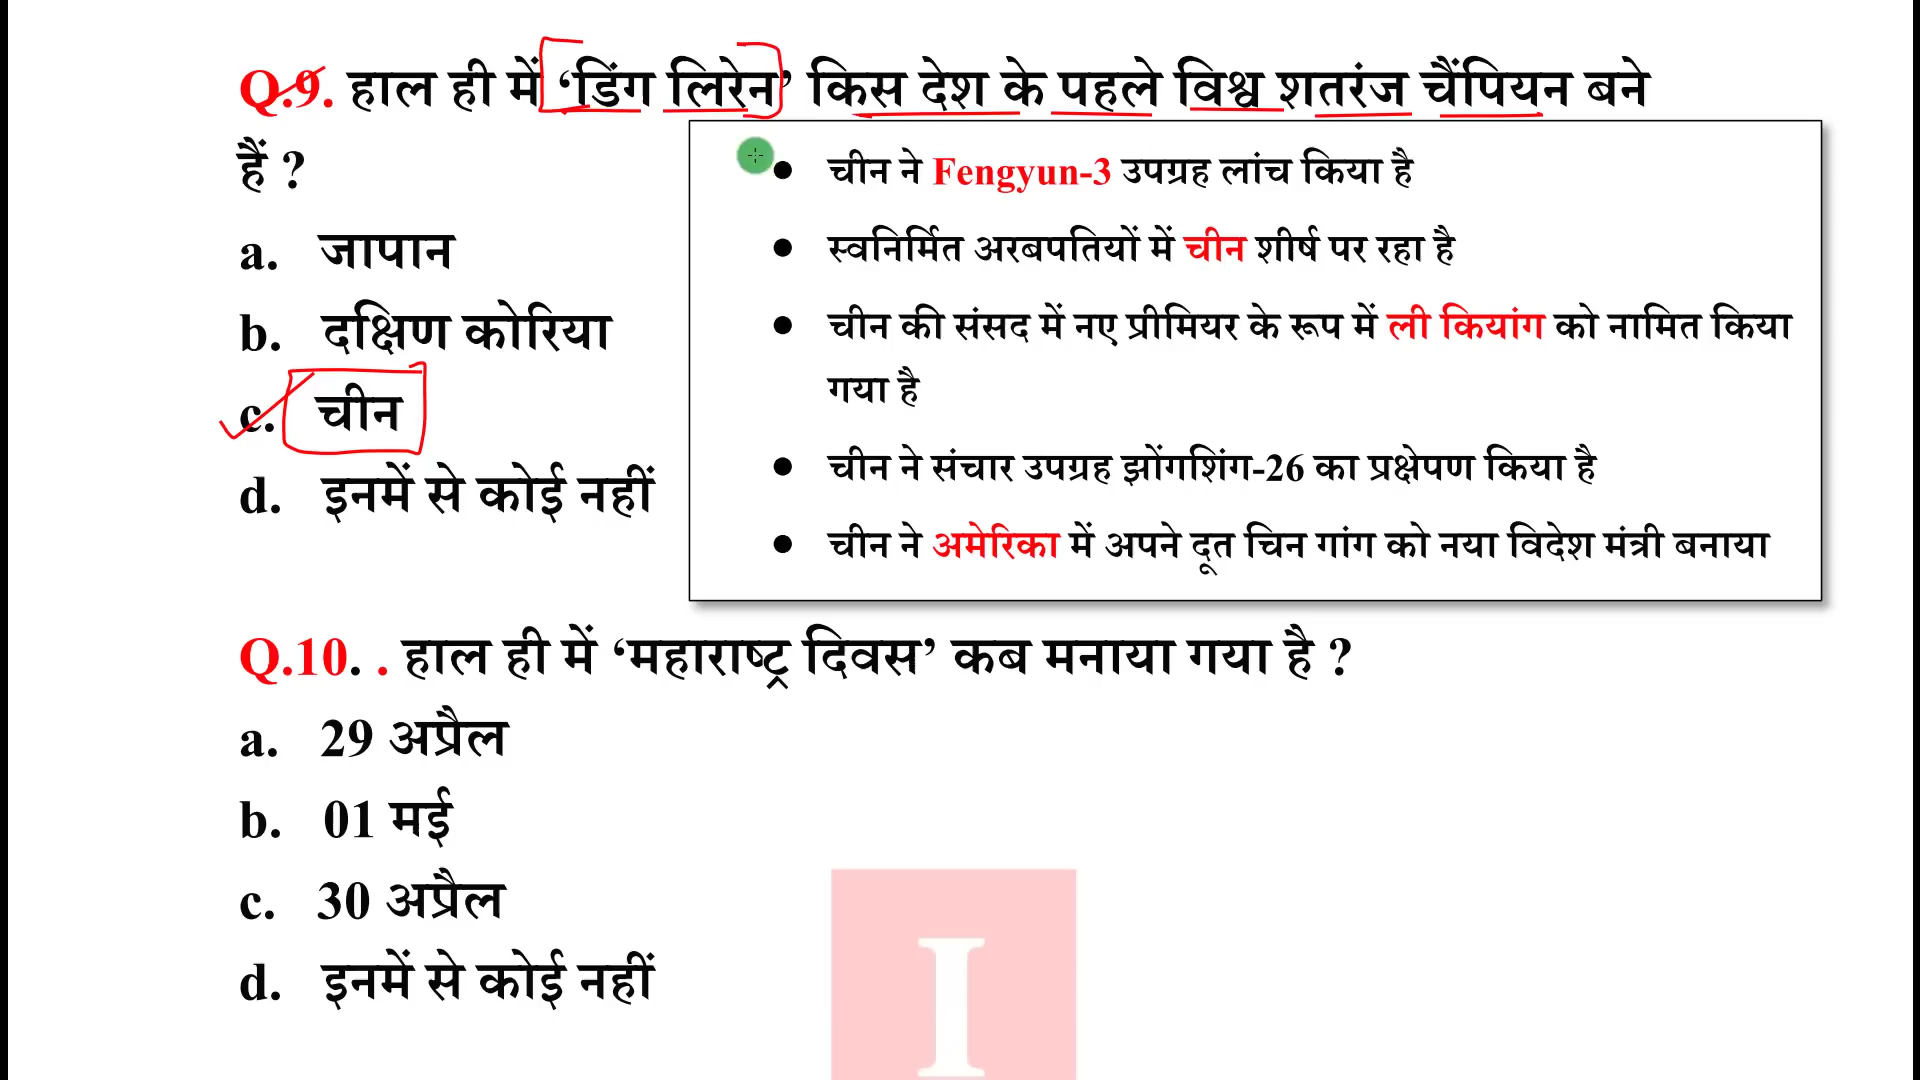 Q.9. हाल ही में ‘डिंग लिरेन’ किस देश के पहले विश्व शतरंज चैंपियन बने
हैं ?
a. जापान
b. दक्षिण कोरिया
c. चीन
d. इनमें से कोई नहीं
• चीन ने Fengyun-3 उपग्रह लांच किया है
• स्वनिर्मित अरबपतियों में चीन शीर्ष पर रहा है
• चीन की संसद में नए प्रीमियर के रूप में ली कियांग को नामित किया
गया है
• चीन ने संचार उपग्रह झोंगशिंग-26 का प्रक्षेपण किया है
• चीन ने अमेरिका में अपने दूत चिन गांग को नया विदेश मंत्री बनाया
Q.10. . हाल ही में ‘महाराष्ट्र दिवस’ कब मनाया गया है ?
a. 29 अप्रैल
b. 01 मई
c. 30 अप्रैल
d. इनमें से कोई नहीं
I